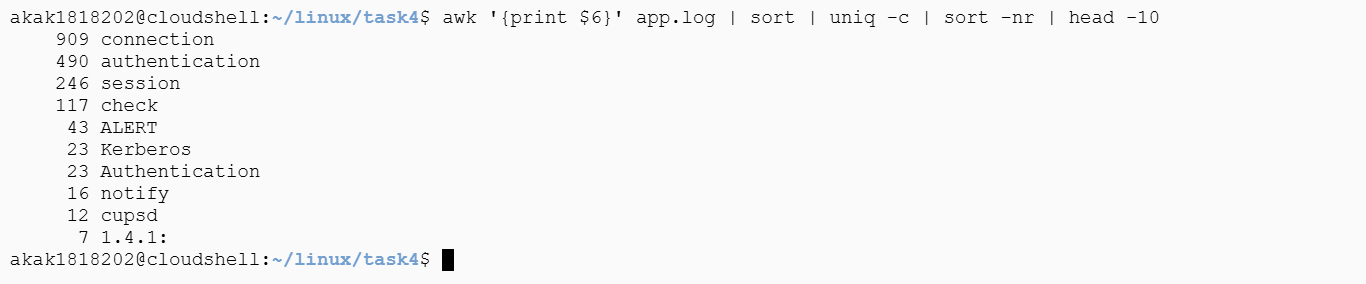 akak1818202@cloudshell:~/linux/task4$ awk '{print $6}' app.log | sort | uniq -c | sort -nr | head -10
909 connection
490 authentication
246 session
117 check
43 ALERT
23 Kerberos
23 Authentication
16 notify
12 cupsd
7 1.4.1:
akak1818202@cloudshell:~/linux/task4$